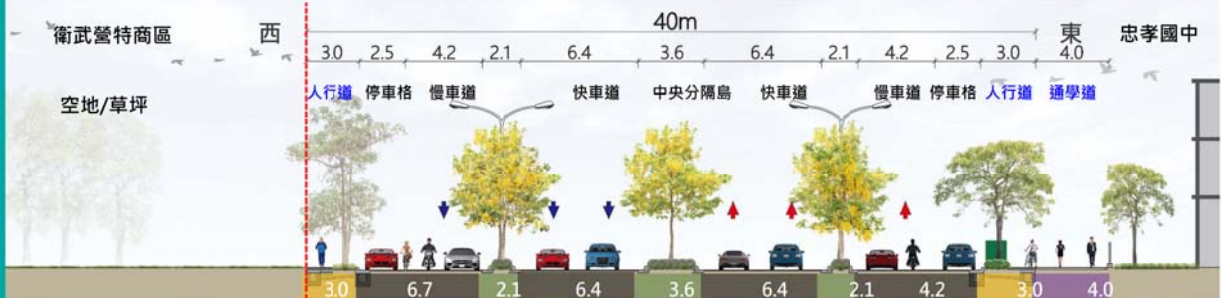 40m
衛武營特商區 西 東 忠孝國中
3.0 2.5 4.2 2.1 6.4 3.6 6.4 2.1 4.2 2.5 3.0 4.0
空地/草坪 人行道 停車格 慢車道 快車道 中央分隔島 快車道 慢車道 停車格 人行道 通學道
3.0 6.7 2.1 6.4 3.6 6.4 2.1 4.2 3.0 4.0